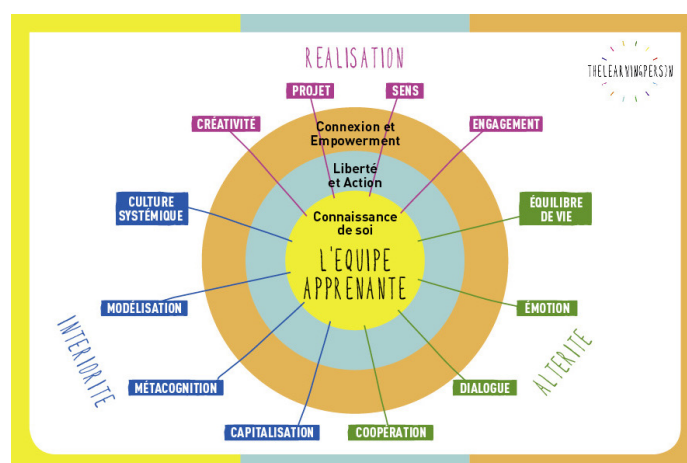 REALISATION
THELEARNINGPERSON
PROJET
SENS
CRÉATIVITÉ
ENGAGEMENT
Connexion et
Empowerment
Liberté
et Action
CULTURE
SYSTÉMIQUE
ÉQUILIBRE
DE VIE
Connaissance
de soi
L'EQUIPE
APPRENANTE
MODÉLISATION
ÉMOTION
INTERIORITE
ALTERITE
MÉTACOGNITION
DIALOGUE
CAPITALISATION
COOPÉRATION